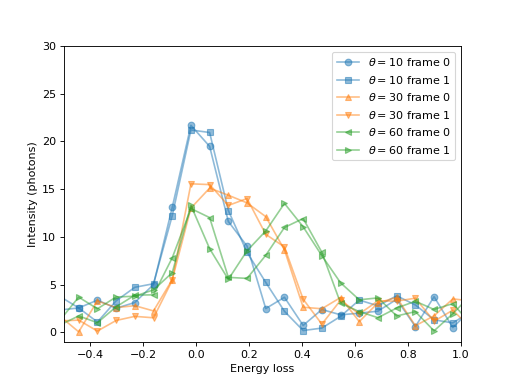 30
25
20
15
10
5
0
Intensity (photons)
−0.4
−0.2
0.0
0.2
0.4
0.6
0.8
1.0
Energy loss
θ = 10 frame 0
θ = 10 frame 1
θ = 30 frame 0
θ = 30 frame 1
θ = 60 frame 0
θ = 60 frame 1